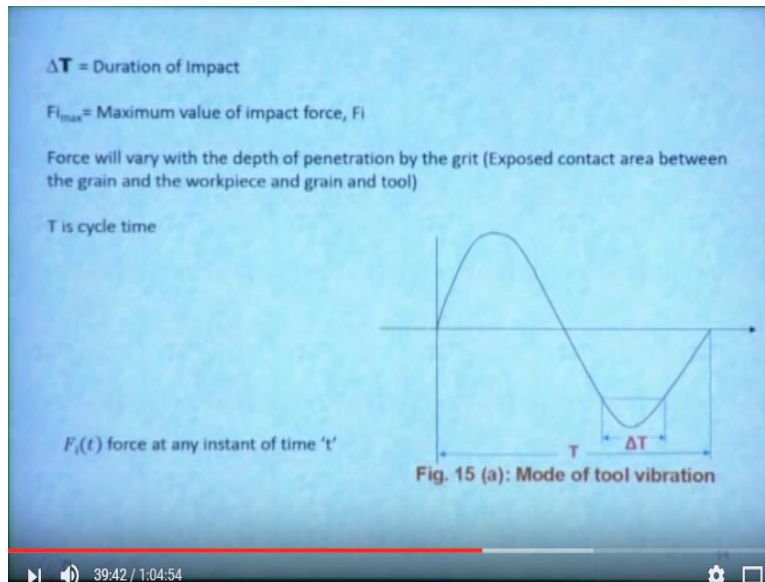 ΔT = Duration of Impact
Fimax= Maximum value of impact force, Fi
Force will vary with the depth of penetration by the grit (Exposed contact area between
the grain and the workpiece and grain and tool)
T is cycle time
Fi(t) force at any instant of time 't'
T
ΔT
Fig. 15 (a): Mode of tool vibration
39:42 / 1:04:54